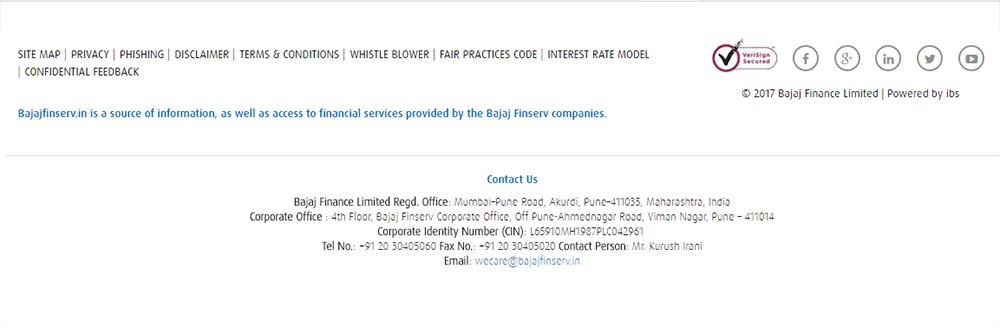 SITE MAP | PRIVACY | PHISHING | DISCLAIMER | TERMS & CONDITIONS | WHISTLE BLOWER | FAIR PRACTICES CODE | INTEREST RATE MODEL
| CONFIDENTIAL FEEDBACK
VeriSign
Secured
f
g+
in
© 2017 Bajaj Finance Limited | Powered by ibs
Bajajfinserv.in is a source of information, as well as access to financial services provided by the Bajaj Finserv companies.
Contact Us
Bajaj Finance Limited Regd. Office: Mumbai-Pune Road, Akurdi, Pune-411035, Maharashtra, India
Corporate Office : 4th Floor, Bajaj Finserv Corporate Office, Off Pune-Ahmednagar Road, Viman Nagar, Pune - 411014
Corporate Identity Number (CIN): L65910MH1987PLC042961
Tel No.: +91 20 30405060 Fax No.: +91 20 30405020 Contact Person: Mr. Kurush Irani
Email: wecare@bajajfinserv.in